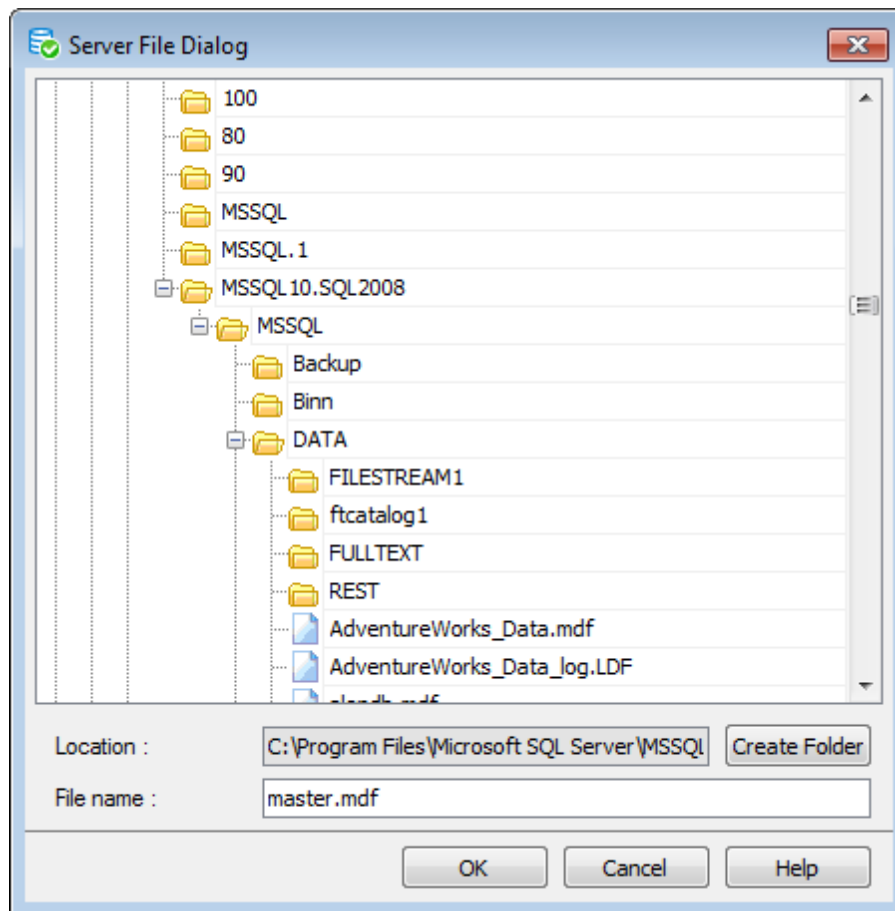 Server File Dialog
100
80
90
MSSQL
MSSQL.1
MSSQL10.SQL2008
MSSQL
Backup
Binn
DATA
FILESTREAM1
ftcatalog1
FULLTEXT
REST
AdventureWorks_Data.mdf
AdventureWorks_Data_log.LDF
Location : C:\Program Files\Microsoft SQL Server\MSSQL Create Folder
File name : master.mdf
OK Cancel Help